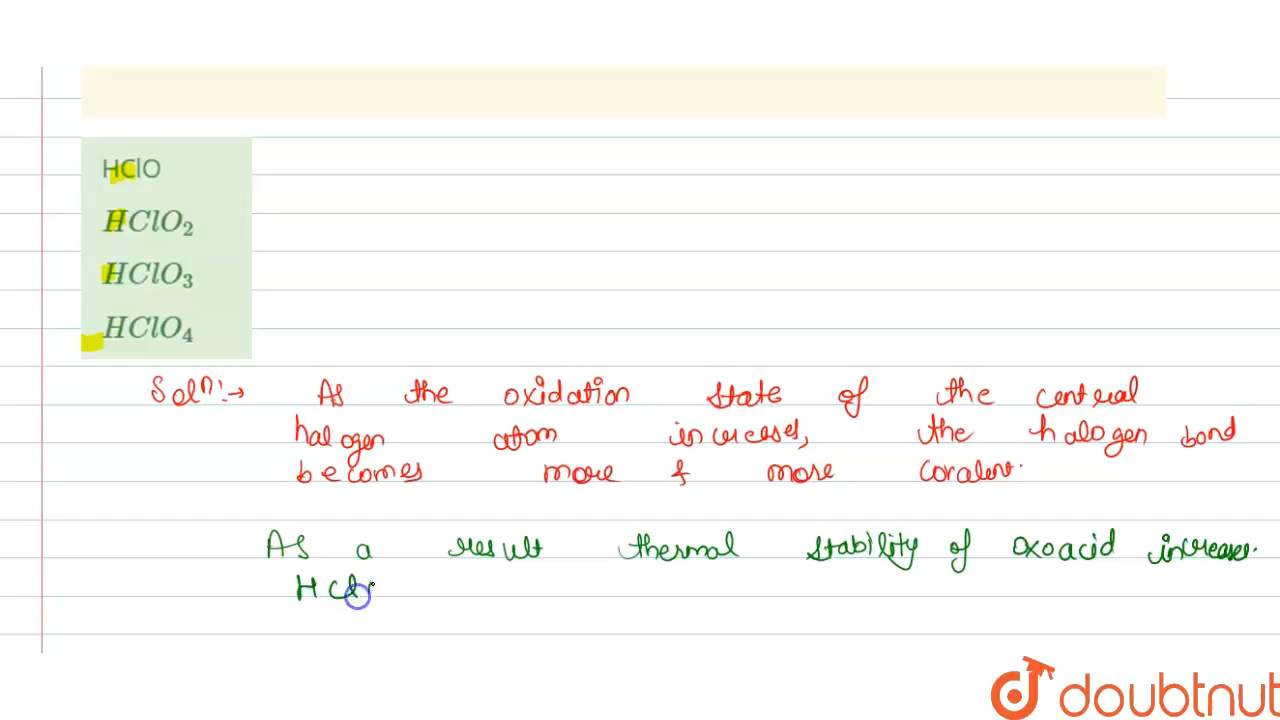 HClO
HClO₂
HClO₃
HClO₄
Solⁿ:→ As the oxidation state of the central
halogen atom increases, the halogen bond
becomes more & more covalent.
As a result thermal stability of oxoacid increases.
HCl
doubtnut